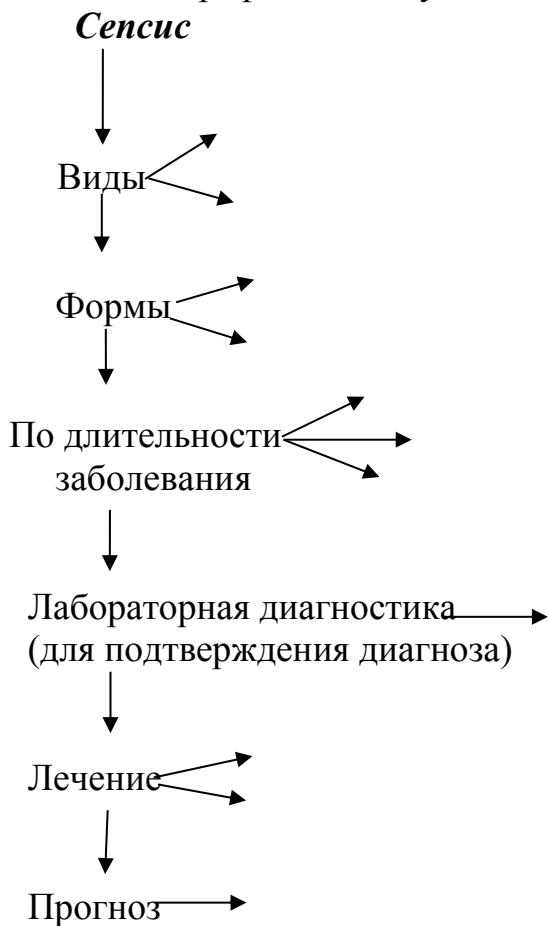 Сепсис
Виды
Формы
По длительности
заболевания
Лабораторная диагностика
(для подтверждения диагноза)
Лечение
Прогноз